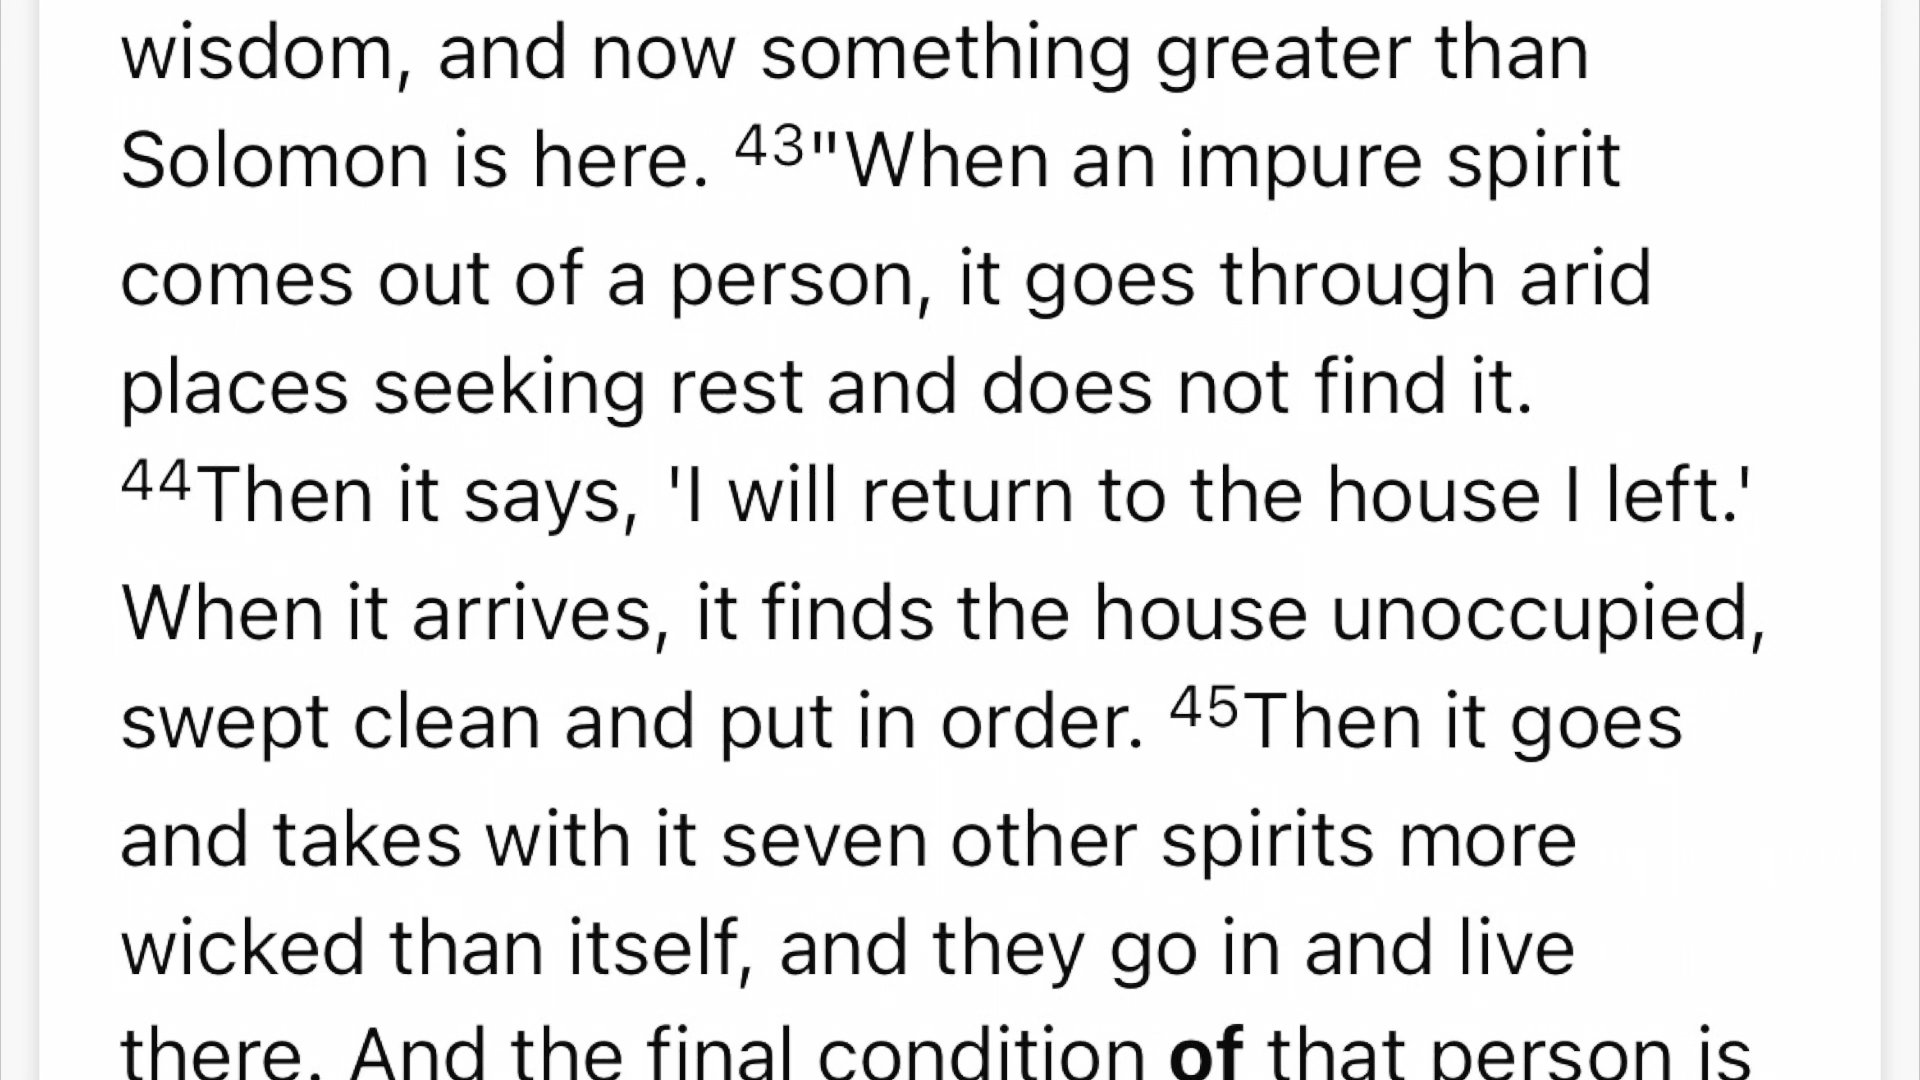 wisdom, and now something greater than
Solomon is here. 43"When an impure spirit
comes out of a person, it goes through arid
places seeking rest and does not find it.
44Then it says, 'I will return to the house I left.'
When it arrives, it finds the house unoccupied,
swept clean and put in order. 45Then it goes
and takes with it seven other spirits more
wicked than itself, and they go in and live
there. And the final condition of that person is